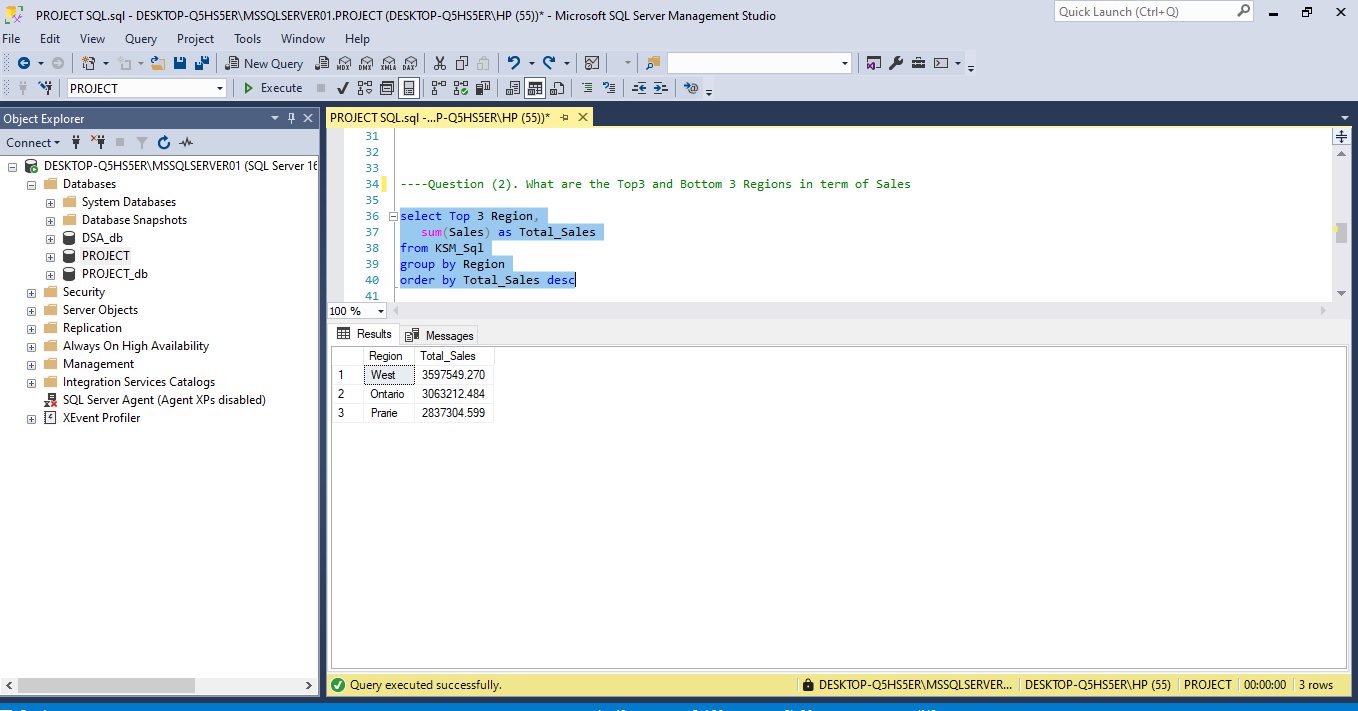 PROJECT SQL.sql - DESKTOP-Q5HS5ER\MSSQLSERVER01.PROJECT (DESKTOP-Q5HS5ER\HP (55))* - Microsoft SQL Server Management Studio
Quick Launch (Ctrl+Q)
File Edit View Query Project Tools Window Help
New Query MDX DMX XMLA DAX
PROJECT Execute
Object Explorer
Connect
DESKTOP-Q5HS5ER\MSSQLSERVER01 (SQL Server 16
Databases
System Databases
Database Snapshots
DSA_db
PROJECT
PROJECT_db
Security
Server Objects
Replication
Always On High Availability
Management
Integration Services Catalogs
SQL Server Agent (Agent XPs disabled)
XEvent Profiler
PROJECT SQL.sql -...P-Q5HS5ER\HP (55))*
31
32
33
34 ----Question (2). What are the Top3 and Bottom 3 Regions in term of Sales
35
36 select Top 3 Region,
37 sum(Sales) as Total_Sales
38 from KSM_Sql
39 group by Region
40 order by Total_Sales desc
41
100 %
Results Messages
Region Total_Sales
1 West 3597549.270
2 Ontario 3063212.484
3 Prarie 2837304.599
Query executed successfully. DESKTOP-Q5HS5ER\MSSQLSERVER... DESKTOP-Q5HS5ER\HP (55) PROJECT 00:00:00 3 rows